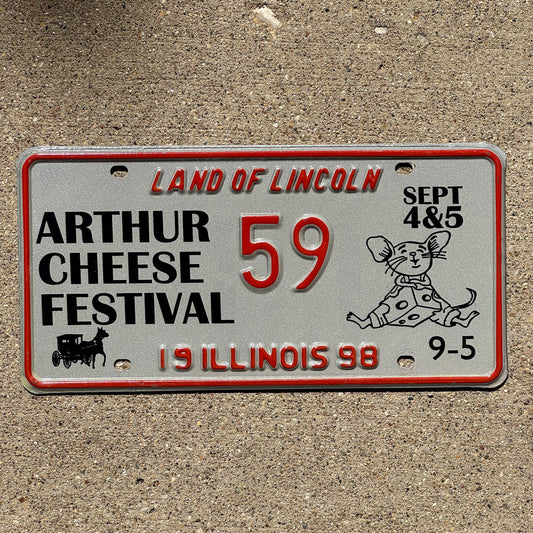 LAND OF LINCOLN
ARTHUR
CHEESE
FESTIVAL
59
SEPT
4&5
9-5
19 ILLINOIS 98